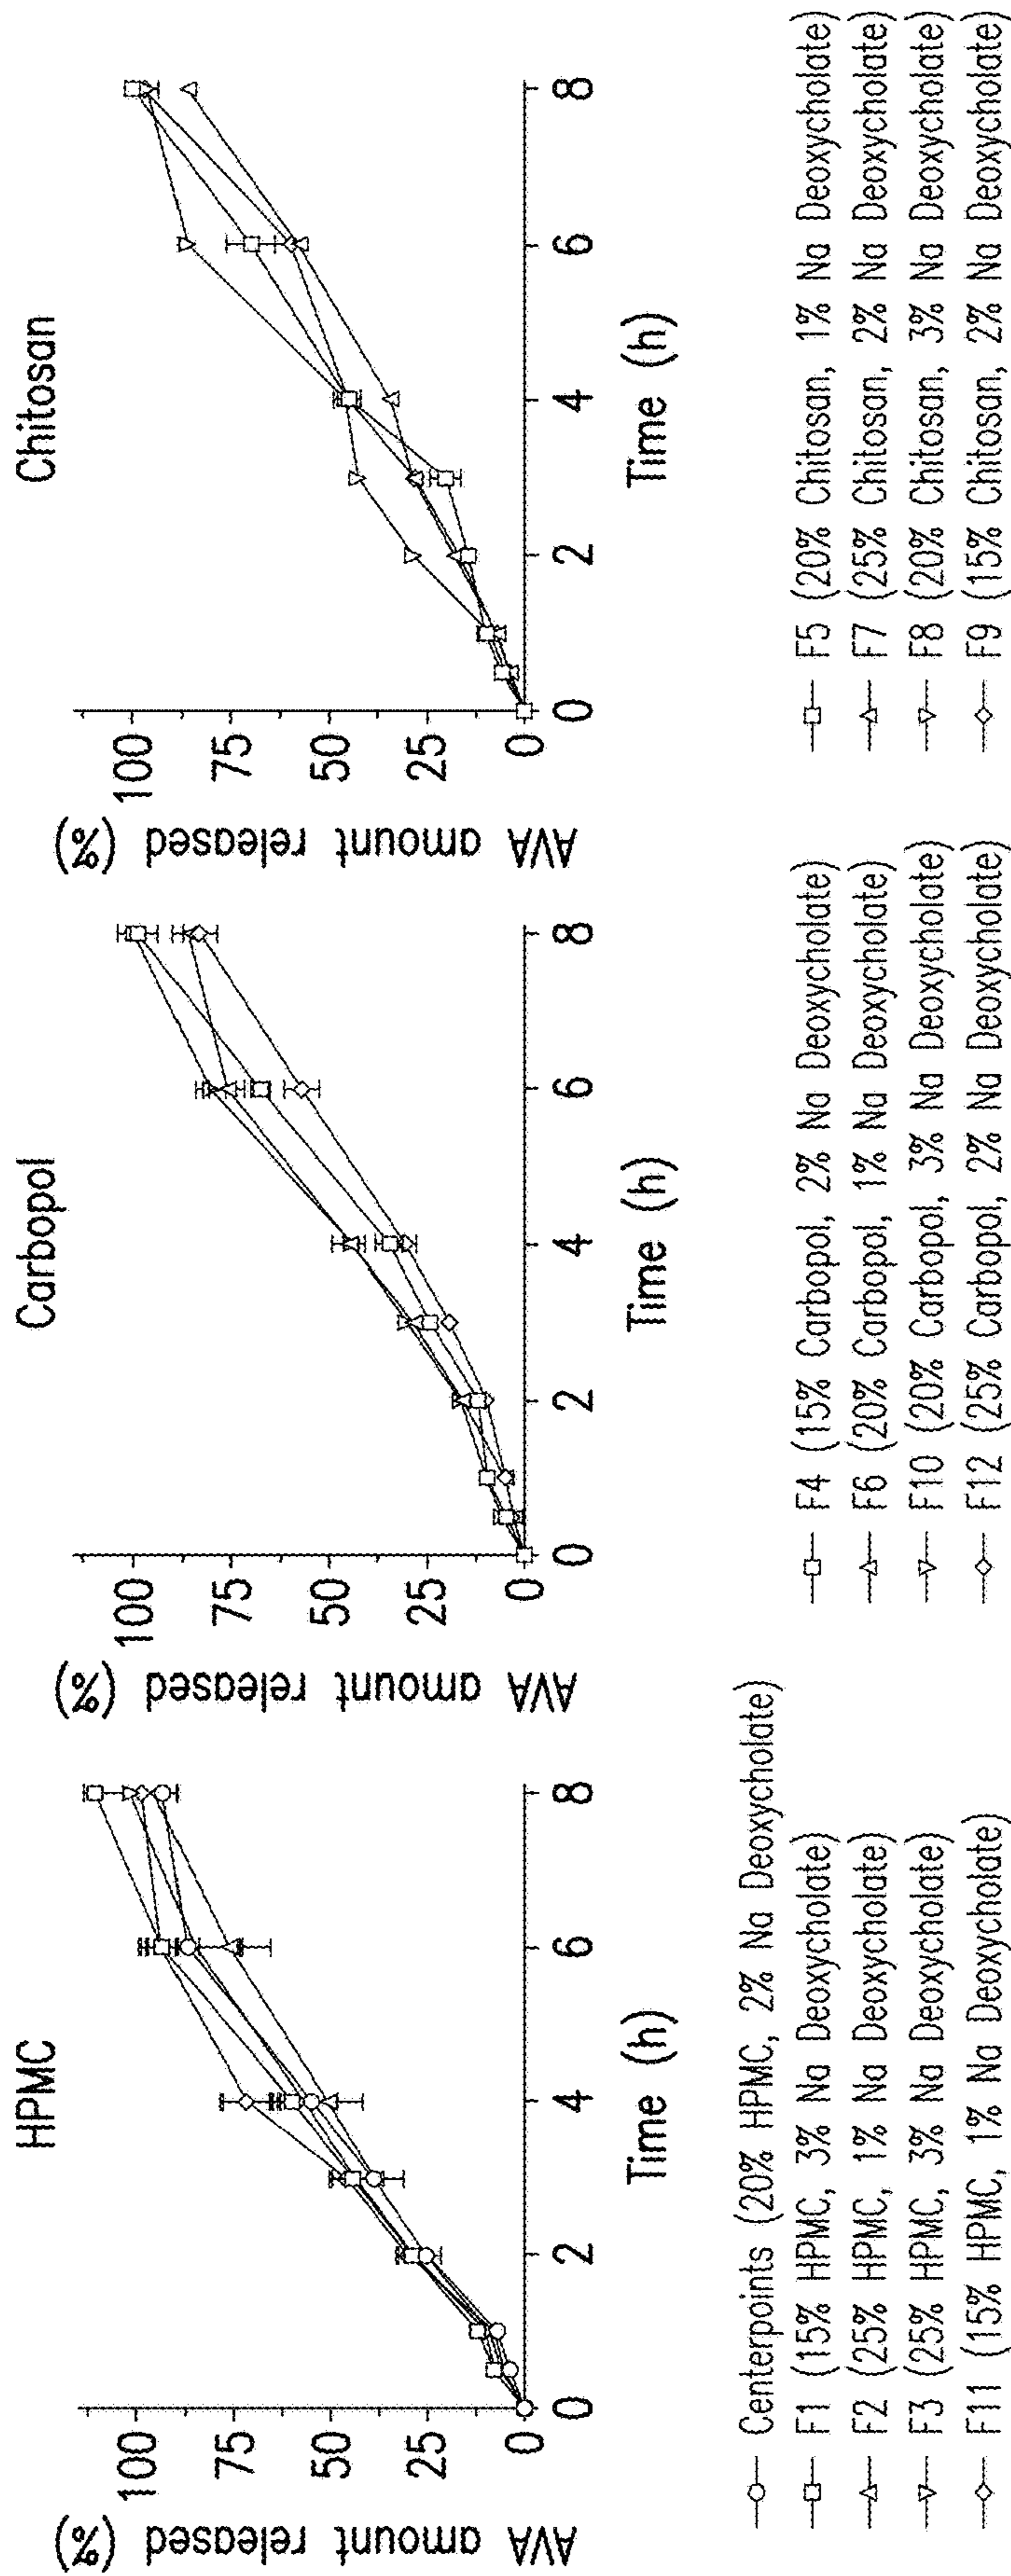 HPMC
AVA amount released (%)
100
75
50
25
0
0 2 4 6 8
Time (h)
Centerpoints (20% HPMC, 2% Na Deoxycholate)
F1 (15% HPMC, 3% Na Deoxycholate)
F2 (25% HPMC, 1% Na Deoxycholate)
F3 (25% HPMC, 3% Na Deoxycholate)
F11 (15% HPMC, 1% Na Deoxycholate)
Carbopol
AVA amount released (%)
100
75
50
25
0
0 2 4 6 8
Time (h)
F4 (15% Carbopol, 2% Na Deoxycholate)
F6 (20% Carbopol, 1% Na Deoxycholate)
F10 (20% Carbopol, 3% Na Deoxycholate)
F12 (25% Carbopol, 2% Na Deoxycholate)
Chitosan
AVA amount released (%)
100
75
50
25
0
0 2 4 6 8
Time (h)
F5 (20% Chitosan, 1% Na Deoxycholate)
F7 (25% Chitosan, 2% Na Deoxycholate)
F8 (20% Chitosan, 3% Na Deoxycholate)
F9 (15% Chitosan, 2% Na Deoxycholate)